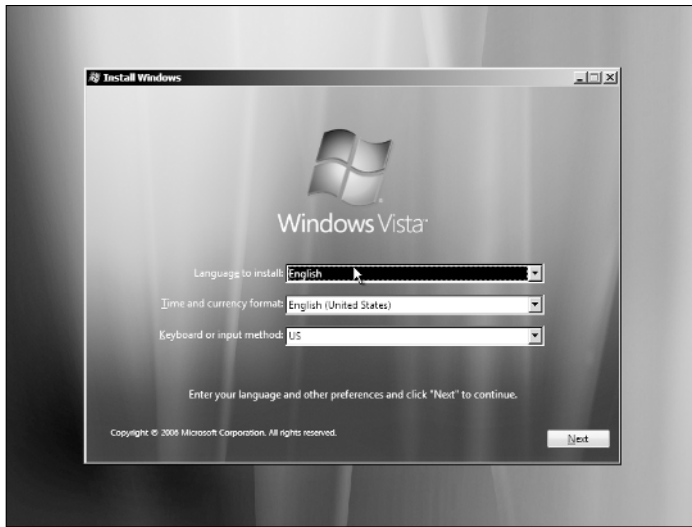 Install Windows
Windows Vista™
Language to install: English
Time and currency format: English (United States)
Keyboard or input method: US
Enter your language and other preferences and click "Next" to continue.
Copyright © 2006 Microsoft Corporation. All rights reserved.
Next